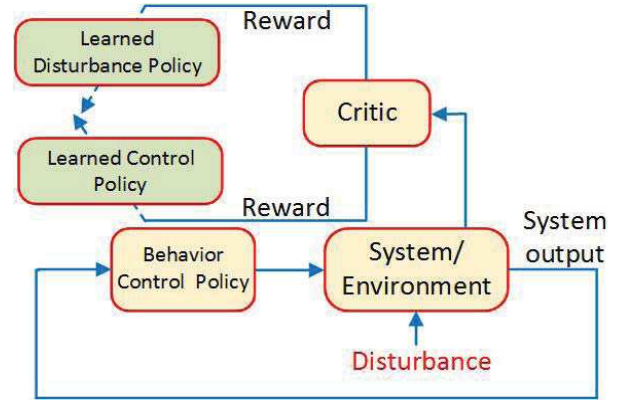 Learned
Disturbance Policy
Reward
Critic
Learned Control
Policy
Reward
Behavior
Control Policy
System/
Environment
System
output
Disturbance